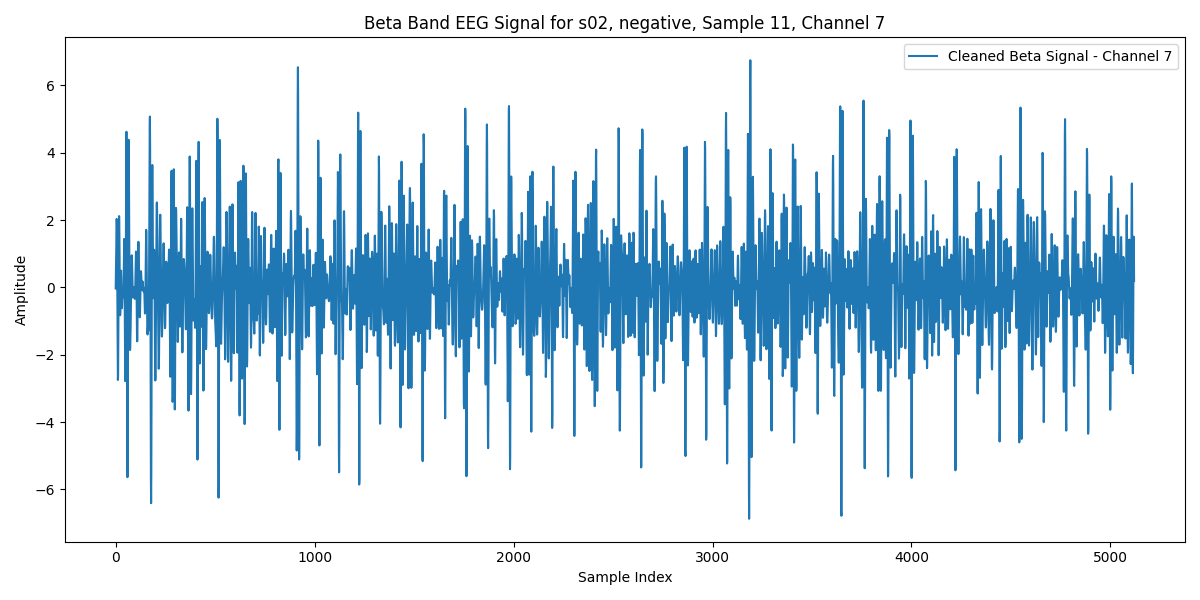 Beta Band EEG Signal for s02, negative, Sample 11, Channel 7
Cleaned Beta Signal - Channel 7
Amplitude
6
4
2
0
−2
−4
−6
0 1000 2000 3000 4000 5000
Sample Index